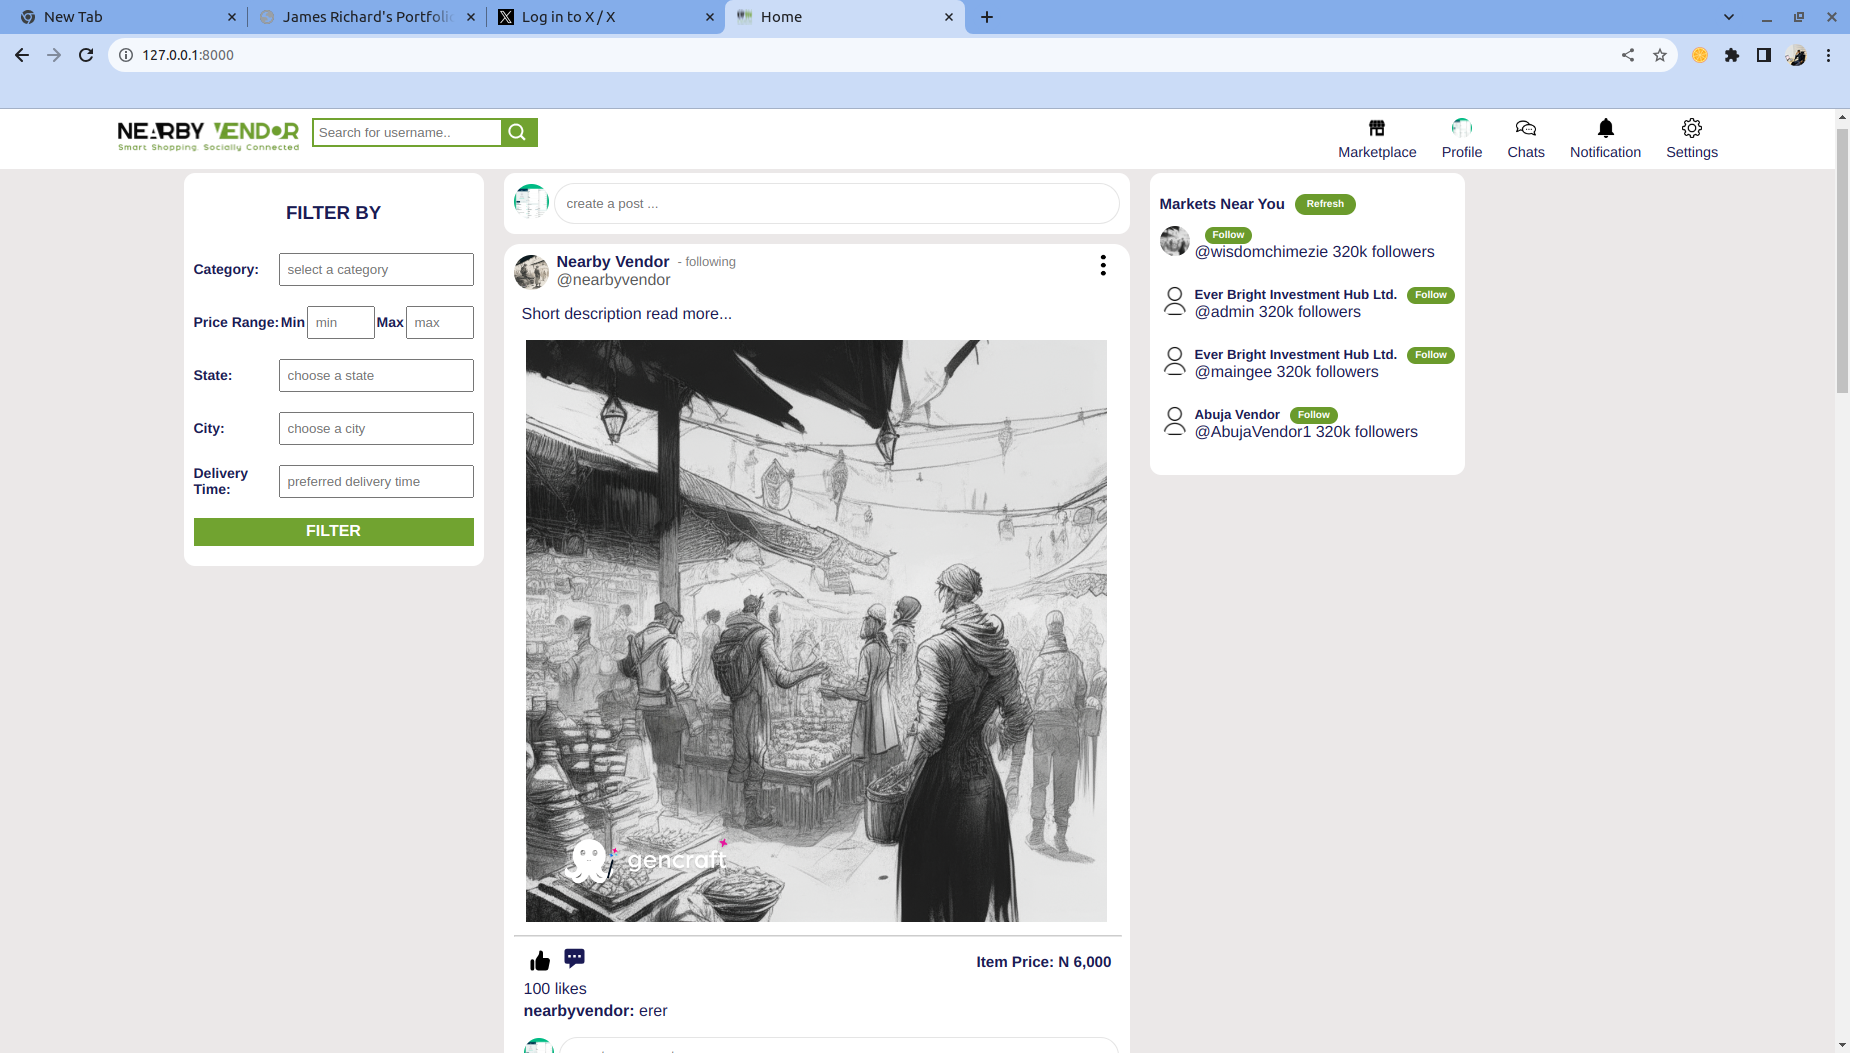 New Tab
James Richard's Portfolio
Log in to X / X
Home
127.0.0.1:8000
NEARBY VENDOR
Smart Shopping, Socially Connected
Search for username..
Marketplace
Profile
Chats
Notification
Settings
FILTER BY
Category:
select a category
Price Range: Min
min
Max
max
State:
choose a state
City:
choose a city
Delivery
Time:
preferred delivery time
FILTER
create a post ...
Nearby Vendor - following
@nearbyvendor
Short description read more...
gencraft
Item Price: N 6,000
100 likes
nearbyvendor: erer
Markets Near You
Refresh
Follow
@wisdomchimezie 320k followers
Ever Bright Investment Hub Ltd.
Follow
@admin 320k followers
Ever Bright Investment Hub Ltd.
Follow
@maingee 320k followers
Abuja Vendor
Follow
@AbujaVendor1 320k followers